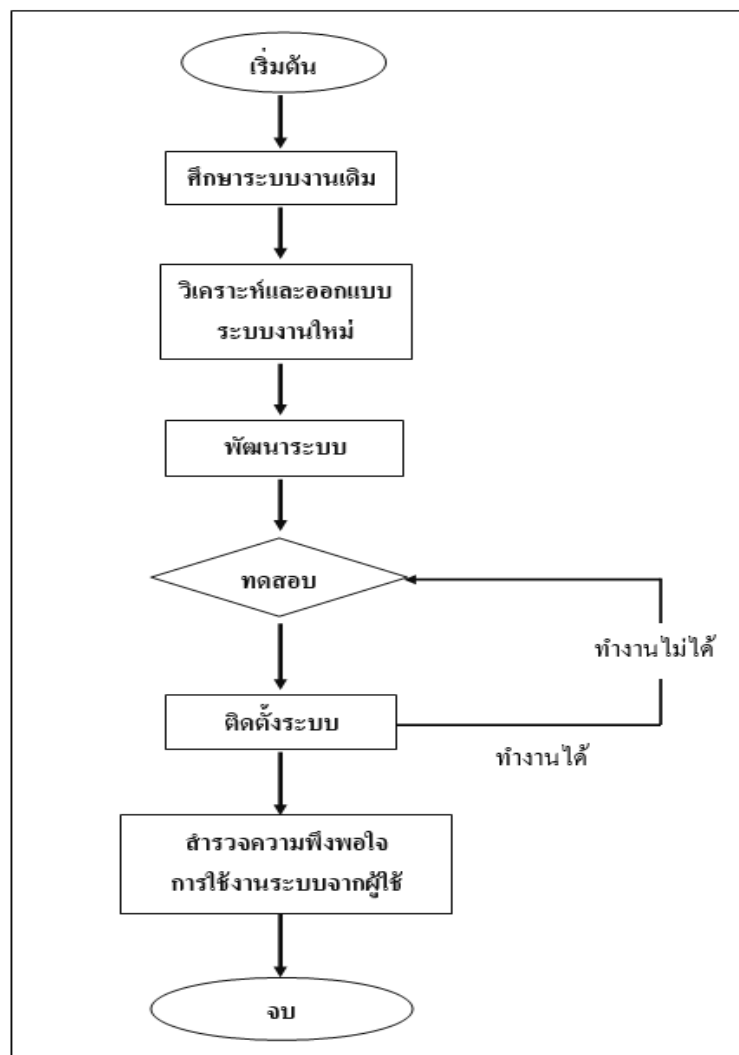 เริ่มต้น
ศึกษาระบบงานเดิม
วิเคราะห์และออกแบบ
ระบบงานใหม่
พัฒนาระบบ
ทดสอบ
ทำงานไม่ได้
ติดตั้งระบบ
ทำงานได้
สำรวจความพึงพอใจ
การใช้งานระบบจากผู้ใช้
จบ